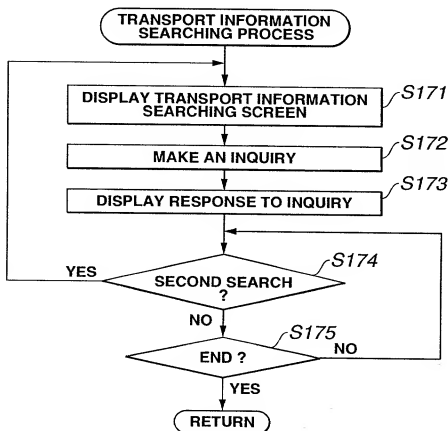 TRANSPORT INFORMATION
SEARCHING PROCESS
S171
DISPLAY TRANSPORT INFORMATION
SEARCHING SCREEN
S172
MAKE AN INQUIRY
S173
DISPLAY RESPONSE TO INQUIRY
S174
YES
SECOND SEARCH
?
NO
S175
END ?
NO
YES
RETURN